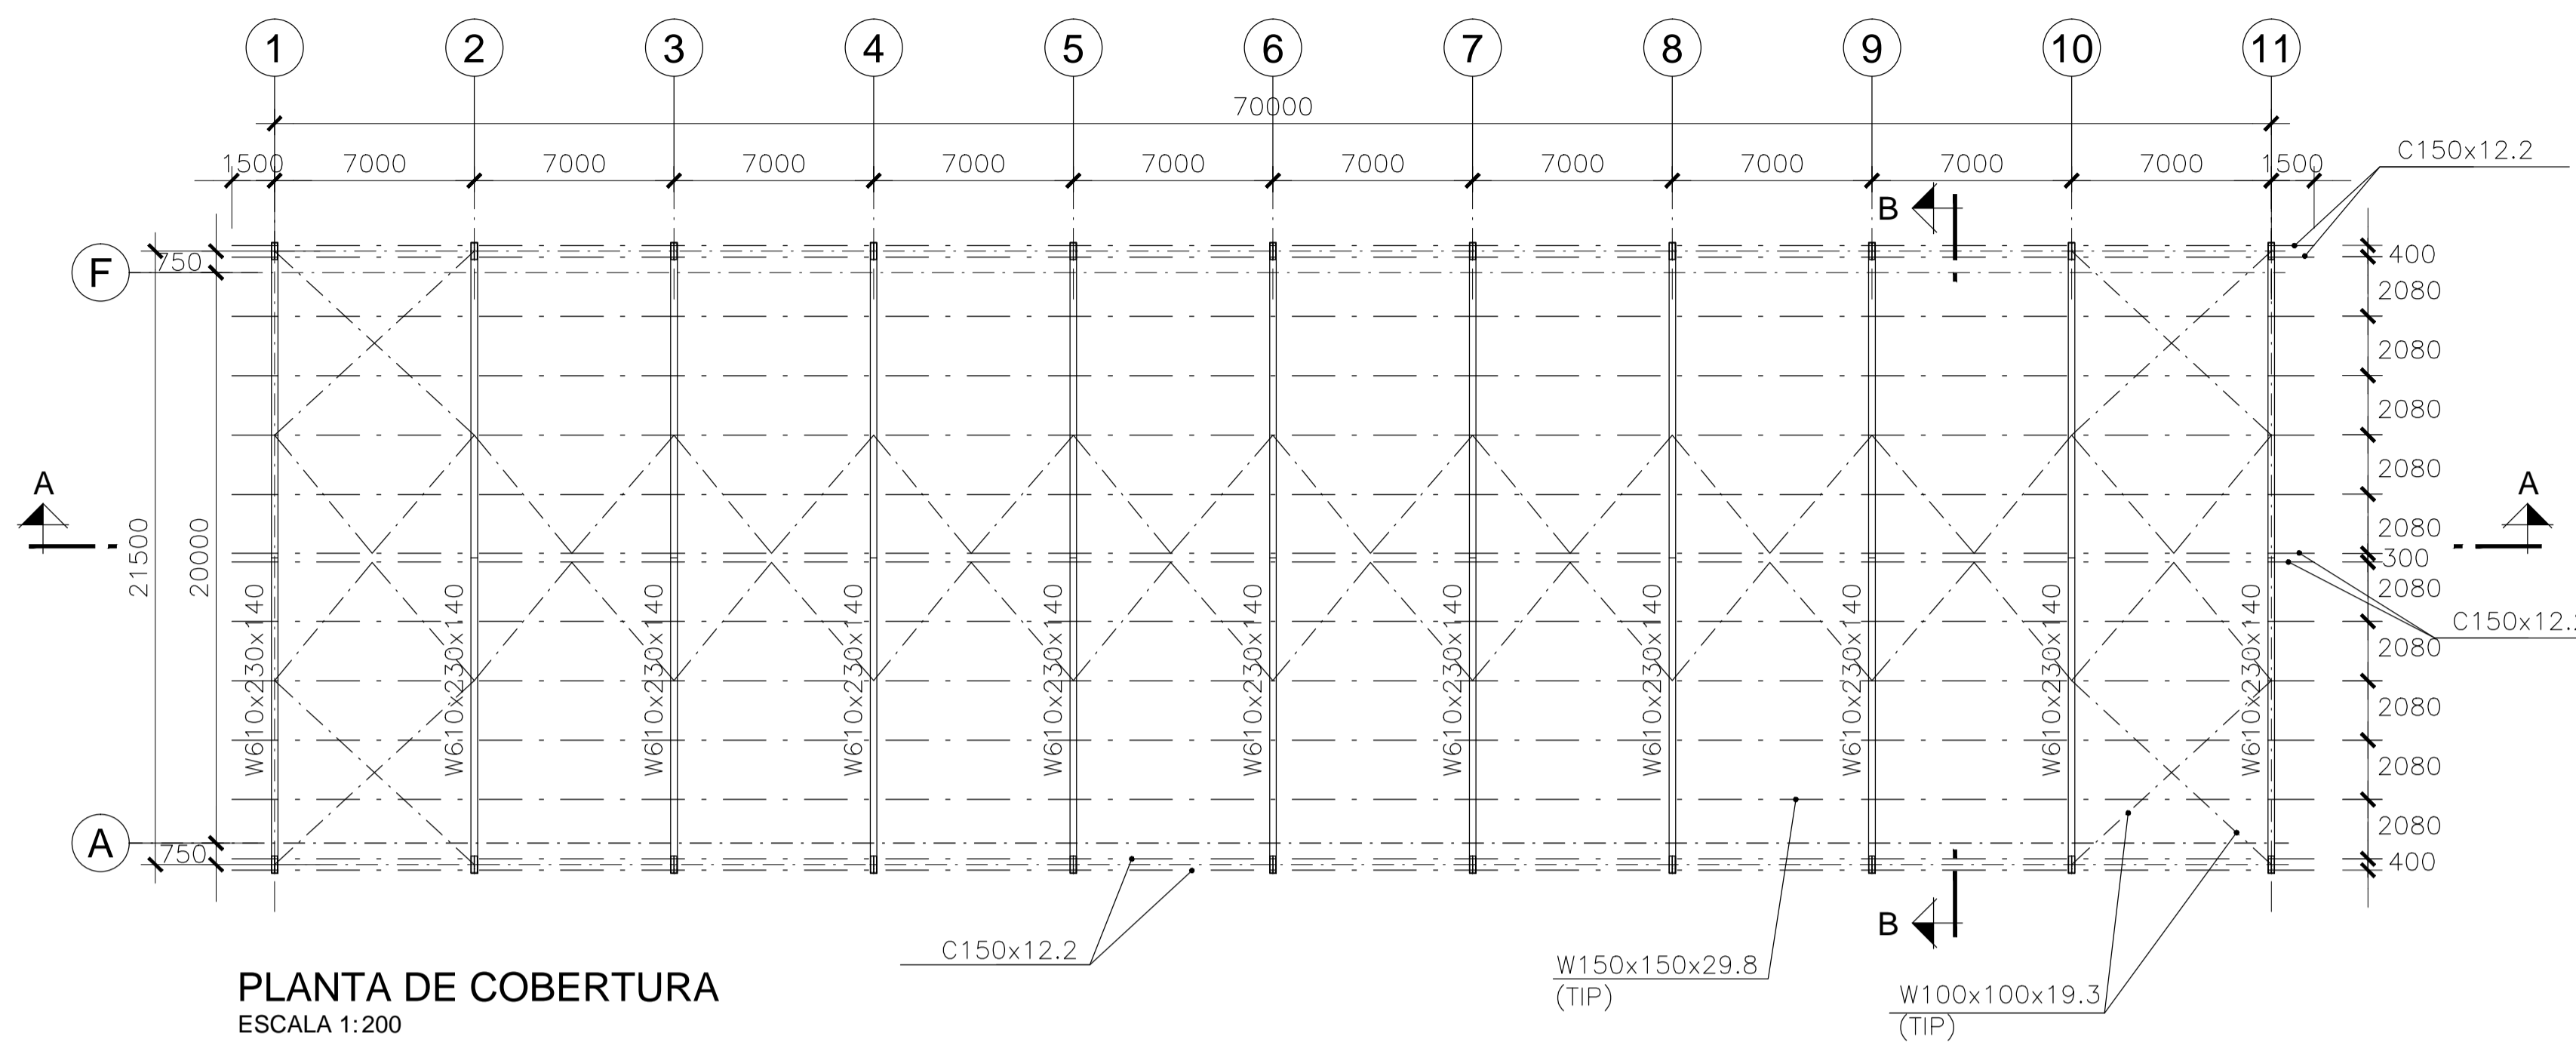 1 2 3 4 5 6 7 8 9 10 11
70000
1500 7000 7000 7000 7000 7000 7000 7000 7000 7000 7000 1500
C150x12.2
B
F
750
400
2080
2080
2080
2080
2080
300
2080
2080
2080
2080
2080
400
A
A
21500
20000
W610x230x140 W610x230x140 W610x230x140 W610x230x140 W610x230x140 W610x230x140 W610x230x140 W610x230x140 W610x230x140 W610x230x140 W610x230x140
C150x12.
A
750
B
C150x12.2
W150x150x29.8
(TIP)
W100x100x19.3
(TIP)
PLANTA DE COBERTURA
ESCALA 1:200